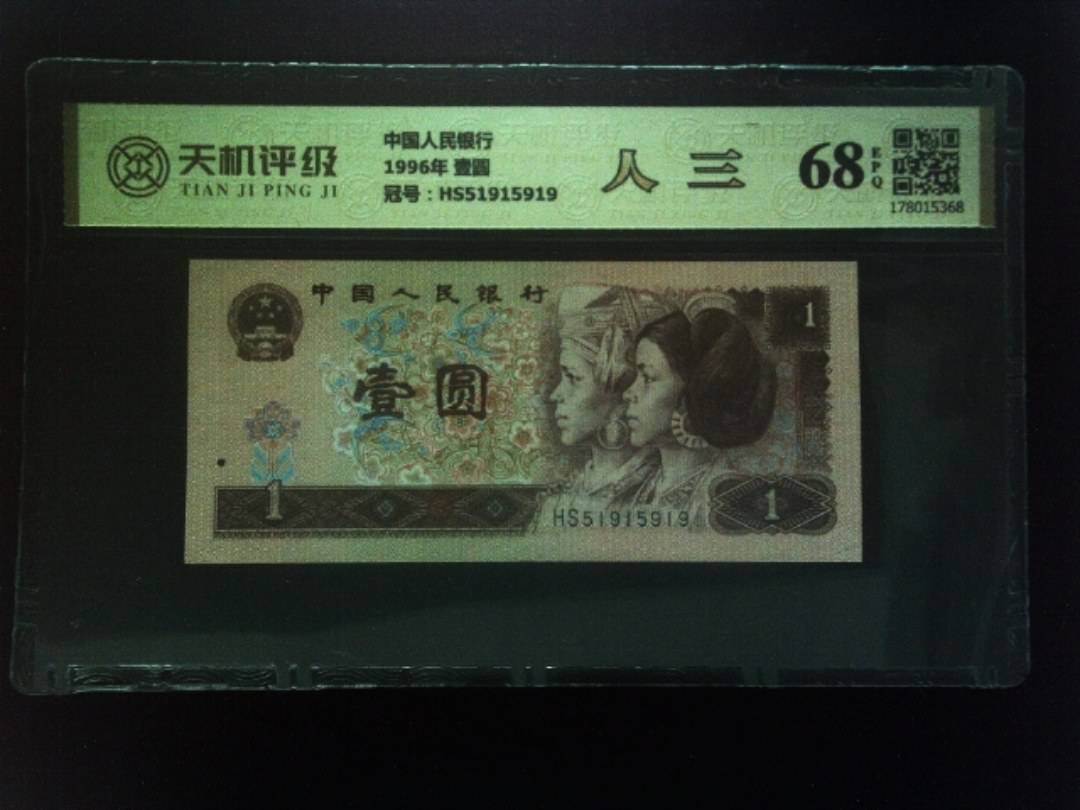 天机评级
TIAN JI PING JI
中国人民银行
1996年 壹圆
冠号：HS51915919
人 三
68
EPQ
178015368
中国人民银行
1
壹圆
1
HS51915919
1